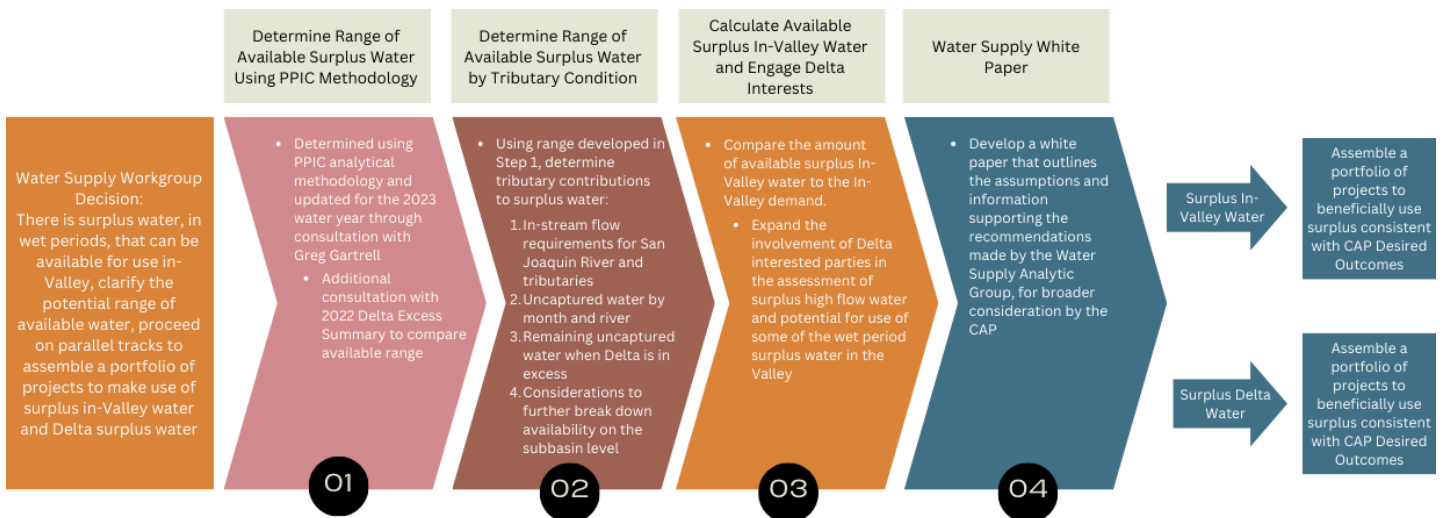 Determine Range of
Available Surplus Water
Using PPIC Methodology
Determine Range of
Available Surplus Water
by Tributary Condition
Calculate Available
Surplus In-Valley Water
and Engage Delta
Interests
Water Supply White
Paper
Water Supply Workgroup
Decision:
There is surplus water, in
wet periods, that can be
available for use in-
Valley, clarify the
potential range of
available water, proceed
on parallel tracks to
assemble a portfolio of
projects to make use of
surplus in-Valley water
and Delta surplus water
• Determined using
PPIC analytical
methodology and
updated for the 2023
water year through
consultation with
Greg Gartrell
• Additional
consultation with
2022 Delta Excess
Summary to compare
available range
01
• Using range developed in
Step 1, determine
tributary contributions
to surplus water:
1. In-stream flow
requirements for San
Joaquin River and
tributaries
2. Uncaptured water by
month and river
3. Remaining uncaptured
water when Delta is in
excess
4. Considerations to
further break down
availability on the
subbasin level
02
• Compare the amount
of available surplus In-
Valley water to the In-
Valley demand.
• Expand the
involvement of Delta
interested parties in
the assessment of
surplus high flow water
and potential for use of
some of the wet period
surplus water in the
Valley
03
• Develop a white
paper that outlines
the assumptions and
information
supporting the
recommendations
made by the Water
Supply Analytic
Group, for broader
consideration by the
CAP
04
Surplus In-
Valley Water
Assemble a
portfolio of
projects to
beneficially use
surplus consistent
with CAP Desired
Outcomes
Surplus Delta
Water
Assemble a
portfolio of
projects to
beneficially use
surplus consistent
with CAP Desired
Outcomes